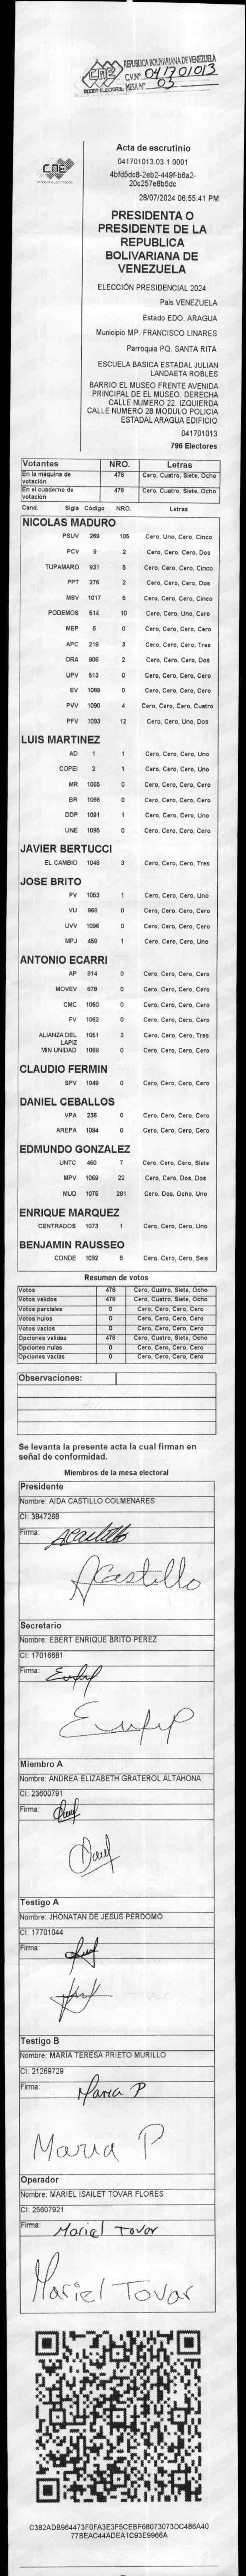 CNE
PODER ELECTORAL
REPUBLICA BOLIVARIANA DE VENEZUELA
C.V.N° 041701013
MESA N° 03
CNE
Acta de escrutinio
041701013.03.1.0001
4bfd5dc8-2eb2-449f-b6a2-
20c257e8b5dc
28/07/2024 06:55:41 PM
PRESIDENTA O
PRESIDENTE DE LA
REPUBLICA
BOLIVARIANA DE
VENEZUELA
ELECCIÓN PRESIDENCIAL 2024
Pais VENEZUELA
Estado EDO. ARAGUA
Municipio MP. FRANCISCO LINARES
Parroquia PQ. SANTA RITA
ESCUELA BASICA ESTADAL JULIAN
LANDAETA ROBLES
BARRIO EL MUSEO FRENTE AVENIDA
PRINCIPAL DE EL MUSEO. DERECHA
CALLE NUMERO 22. IZQUIERDA
CALLE NUMERO 28 MODULO POLICIA
ESTADAL ARAGUA EDIFICIO
041701013
796 Electores
Votantes NRO. Letras
En la máquina de votación 478 Cero, Cuatro, Siete, Ocho
En el cuaderno de votación 478 Cero, Cuatro, Siete, Ocho
Cand. Sigla Código NRO. Letras
NICOLAS MADURO
PSUV 269 105 Cero, Uno, Cero, Cinco
PCV 9 2 Cero, Cero, Cero, Dos
TUPAMARO 931 5 Cero, Cero, Cero, Cinco
PPT 276 2 Cero, Cero, Cero, Dos
MSV 1017 5 Cero, Cero, Cero, Cinco
PODEMOS 514 10 Cero, Cero, Uno, Cero
MEP 6 0 Cero, Cero, Cero, Cero
APC 219 3 Cero, Cero, Cero, Tres
ORA 906 2 Cero, Cero, Cero, Dos
UPV 513 0 Cero, Cero, Cero, Cero
EV 1089 0 Cero, Cero, Cero, Cero
PVV 1090 4 Cero, Cero, Cero, Cuatro
PFV 1093 12 Cero, Cero, Uno, Dos
LUIS MARTINEZ
AD 1 1 Cero, Cero, Cero, Uno
COPEI 2 1 Cero, Cero, Cero, Uno
MR 1065 0 Cero, Cero, Cero, Cero
BR 1066 0 Cero, Cero, Cero, Cero
DDP 1091 1 Cero, Cero, Cero, Uno
UNE 1095 0 Cero, Cero, Cero, Cero
JAVIER BERTUCCI
EL CAMBIO 1048 3 Cero, Cero, Cero, Tres
JOSE BRITO
PV 1053 1 Cero, Cero, Cero, Uno
VU 868 0 Cero, Cero, Cero, Cero
UVV 1096 0 Cero, Cero, Cero, Cero
MPJ 458 1 Cero, Cero, Cero, Uno
ANTONIO ECARRI
AP 814 0 Cero, Cero, Cero, Cero
MOVEV 879 0 Cero, Cero, Cero, Cero
CMC 1050 0 Cero, Cero, Cero, Cero
FV 1062 0 Cero, Cero, Cero, Cero
ALIANZA DEL LAPIZ 1051 3 Cero, Cero, Cero, Tres
MIN UNIDAD 1068 0 Cero, Cero, Cero, Cero
CLAUDIO FERMIN
SPV 1049 0 Cero, Cero, Cero, Cero
DANIEL CEBALLOS
VPA 236 0 Cero, Cero, Cero, Cero
AREPA 1094 0 Cero, Cero, Cero, Cero
EDMUNDO GONZALEZ
UNTC 460 7 Cero, Cero, Cero, Siete
MPV 1069 22 Cero, Cero, Dos, Dos
MUD 1075 281 Cero, Dos, Ocho, Uno
ENRIQUE MARQUEZ
CENTRADOS 1073 1 Cero, Cero, Cero, Uno
BENJAMIN RAUSSEO
CONDE 1092 6 Cero, Cero, Cero, Seis
Resumen de votos
Votos 478 Cero, Cuatro, Siete, Ocho
Votos validos 478 Cero, Cuatro, Siete, Ocho
Votos parciales 0 Cero, Cero, Cero, Cero
Votos nulos 0 Cero, Cero, Cero, Cero
Votos vacios 0 Cero, Cero, Cero, Cero
Opciones validas 478 Cero, Cuatro, Siete, Ocho
Opciones nulas 0 Cero, Cero, Cero, Cero
Opciones vacias 0 Cero, Cero, Cero, Cero
Observaciones:
Se levanta la presente acta la cual firman en
señal de conformidad.
Miembros de la mesa electoral
Presidente
Nombre: AIDA CASTILLO COLMENARES
CI: 3847268
Firma: ACastillo
ACastillo
Secretario
Nombre: EBERT ENRIQUE BRITO PEREZ
CI: 17016681
Firma:
Miembro A
Nombre: ANDREA ELIZABETH GRATEROL ALTAHONA
CI: 23600791
Firma:
Testigo A
Nombre: JHONATAN DE JESUS PERDOMO
CI: 17701044
Firma:
Testigo B
Nombre: MARIA TERESA PRIETO MURILLO
CI: 21269729
Firma: Maria P
Maria P
Operador
Nombre: MARIEL ISAILET TOVAR FLORES
CI: 25607921
Firma: Mariel Tovar
Mariel Tovar
C382ADB964473F0FA3E3F5CEBF68073073DC486A40
77BEAC44ADEA1C93E9966A